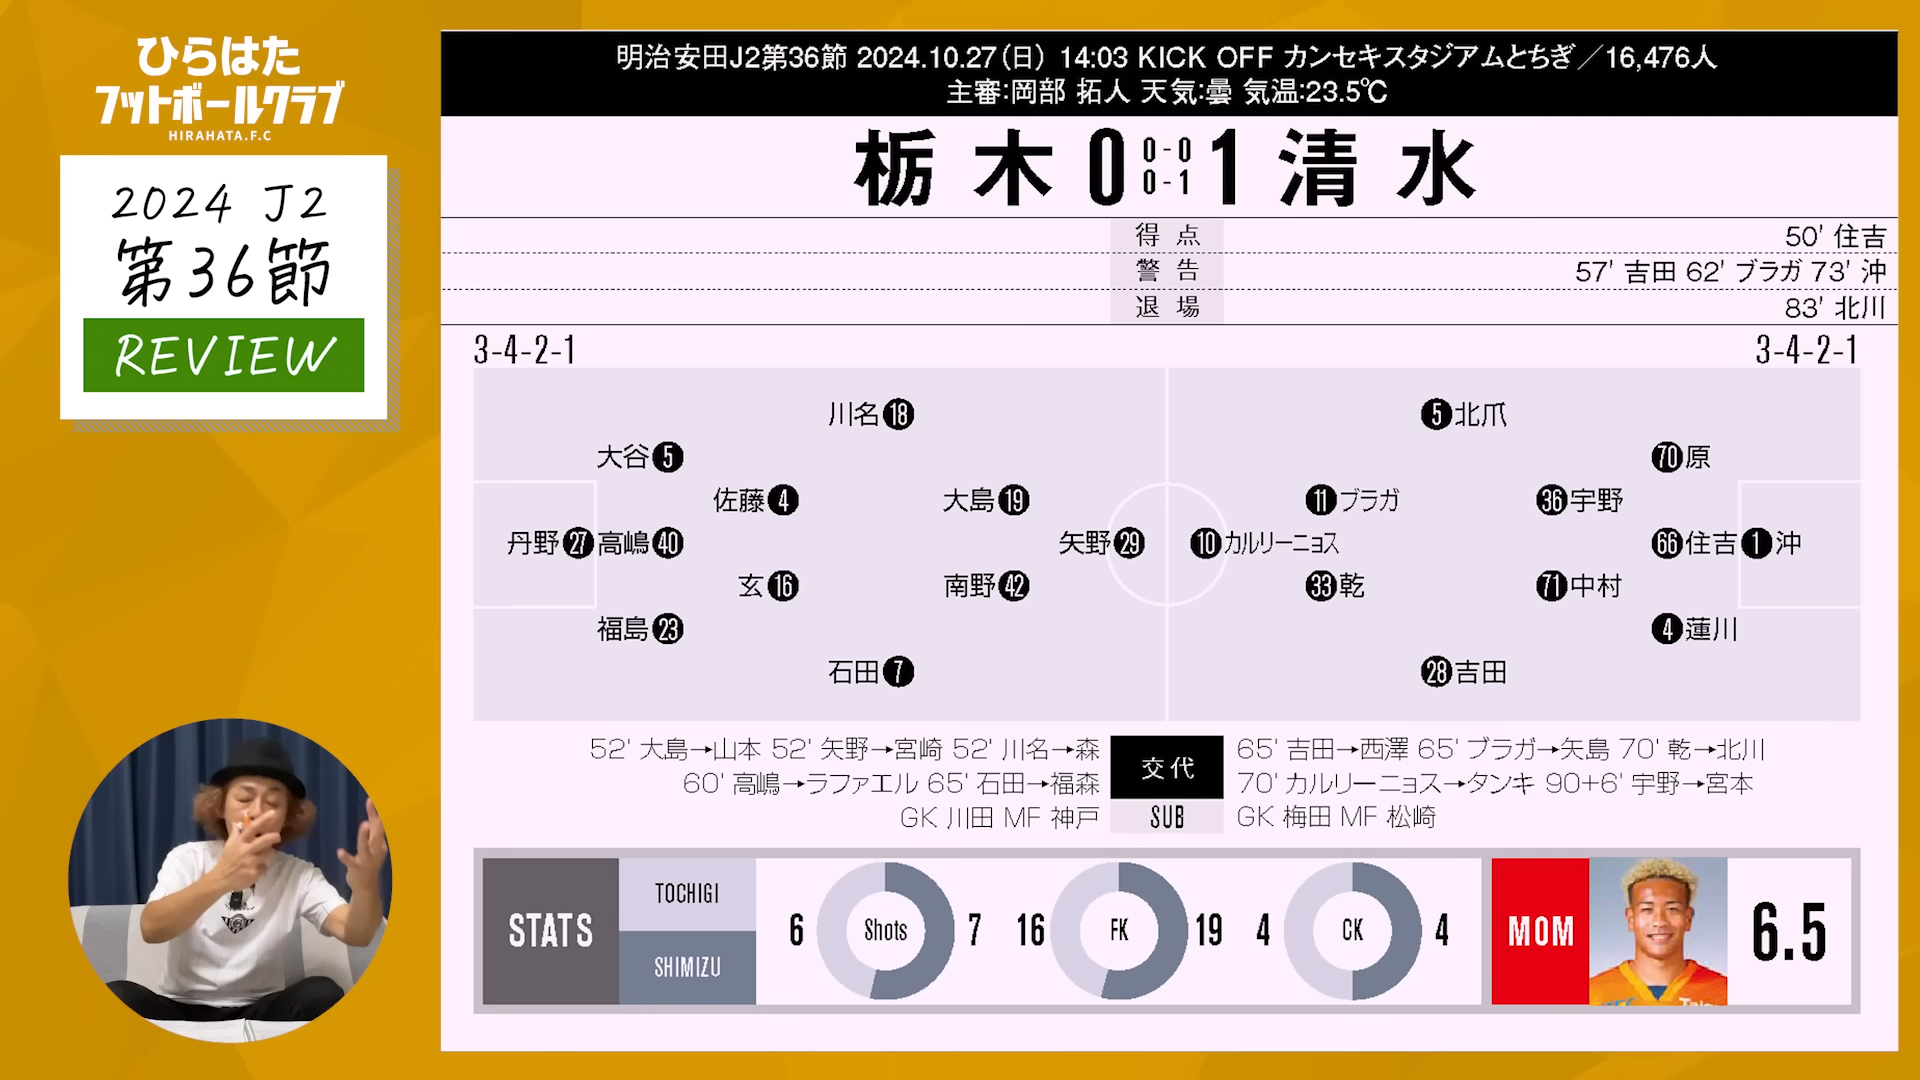 ひらはた
フットボールクラブ
HIRAHATA.F.C
2024 J2
第36節
REVIEW
明治安田J2第36節 2024.10.27(日) 14:03 KICK OFF カンセキスタジアムとちぎ／16,476人
主審:岡部 拓人 天気:曇 気温:23.5℃
栃木 0 0-0 1 清水
0-1
得点 50' 住吉
警告 57' 吉田 62' ブラガ 73' 沖
退場 83' 北川
3-4-2-1 3-4-2-1
川名 18 5 北爪
大谷 5 70 原
佐藤 4 大島 19 11 ブラガ 36 宇野
丹野 27 高嶋 40 矢野 29 10 カルリーニョス 66 住吉 1 沖
玄 16 南野 42 33 乾 71 中村
福島 23 4 蓮川
石田 7 28 吉田
52' 大島→山本 52' 矢野→宮崎 52' 川名→森 交代 65' 吉田→西澤 65' ブラガ→矢島 70' 乾→北川
60' 高嶋→ラファエル 65' 石田→福森 70' カルリーニョス→タンキ 90+6' 宇野→宮本
GK 川田 MF 神戸 SUB GK 梅田 MF 松崎
STATS TOCHIGI 6 Shots 7 16 FK 19 4 CK 4 MOM 6.5
SHIMIZU